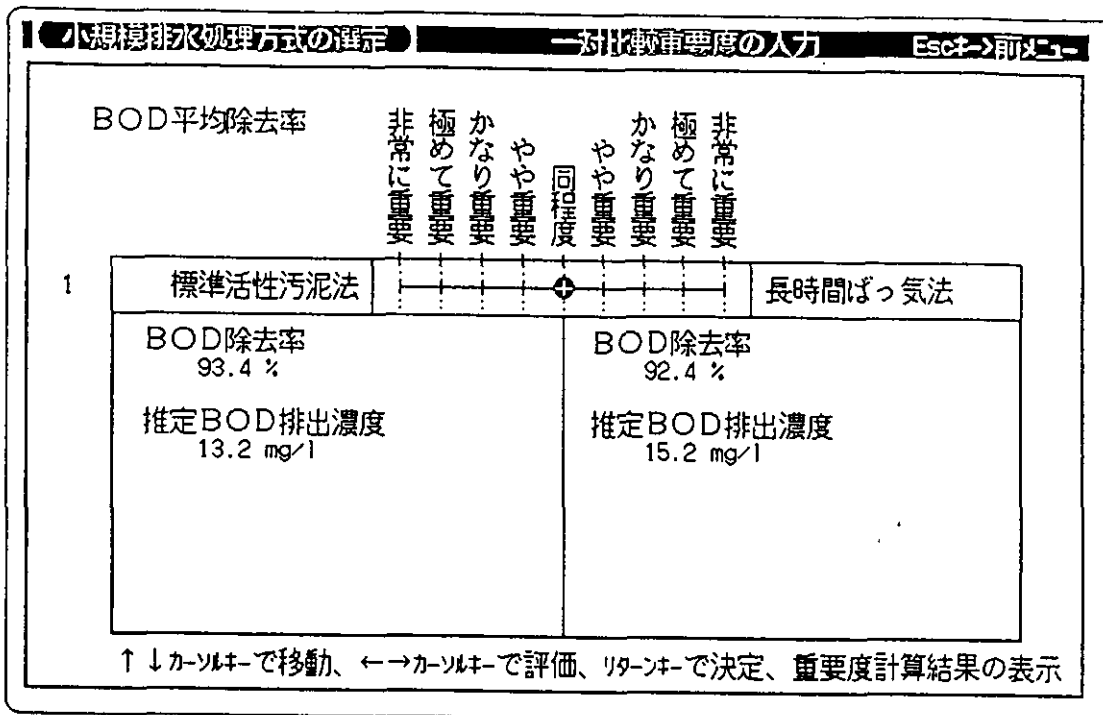 小規模排水処理方式の選定 一対比較重要度の入力 Escキー>前メニュー
BOD平均除去率
非常に重要 極めて重要 かなり重要 やや重要 同程度 やや重要 かなり重要 極めて重要 非常に重要
1 標準活性汚泥法 長時間ばっ気法
BOD除去率 BOD除去率
93.4 % 92.4 %
推定BOD排出濃度 推定BOD排出濃度
13.2 mg/l 15.2 mg/l
↑↓カーソルキーで移動、←→カーソルキーで評価、リターンキーで決定、重要度計算結果の表示